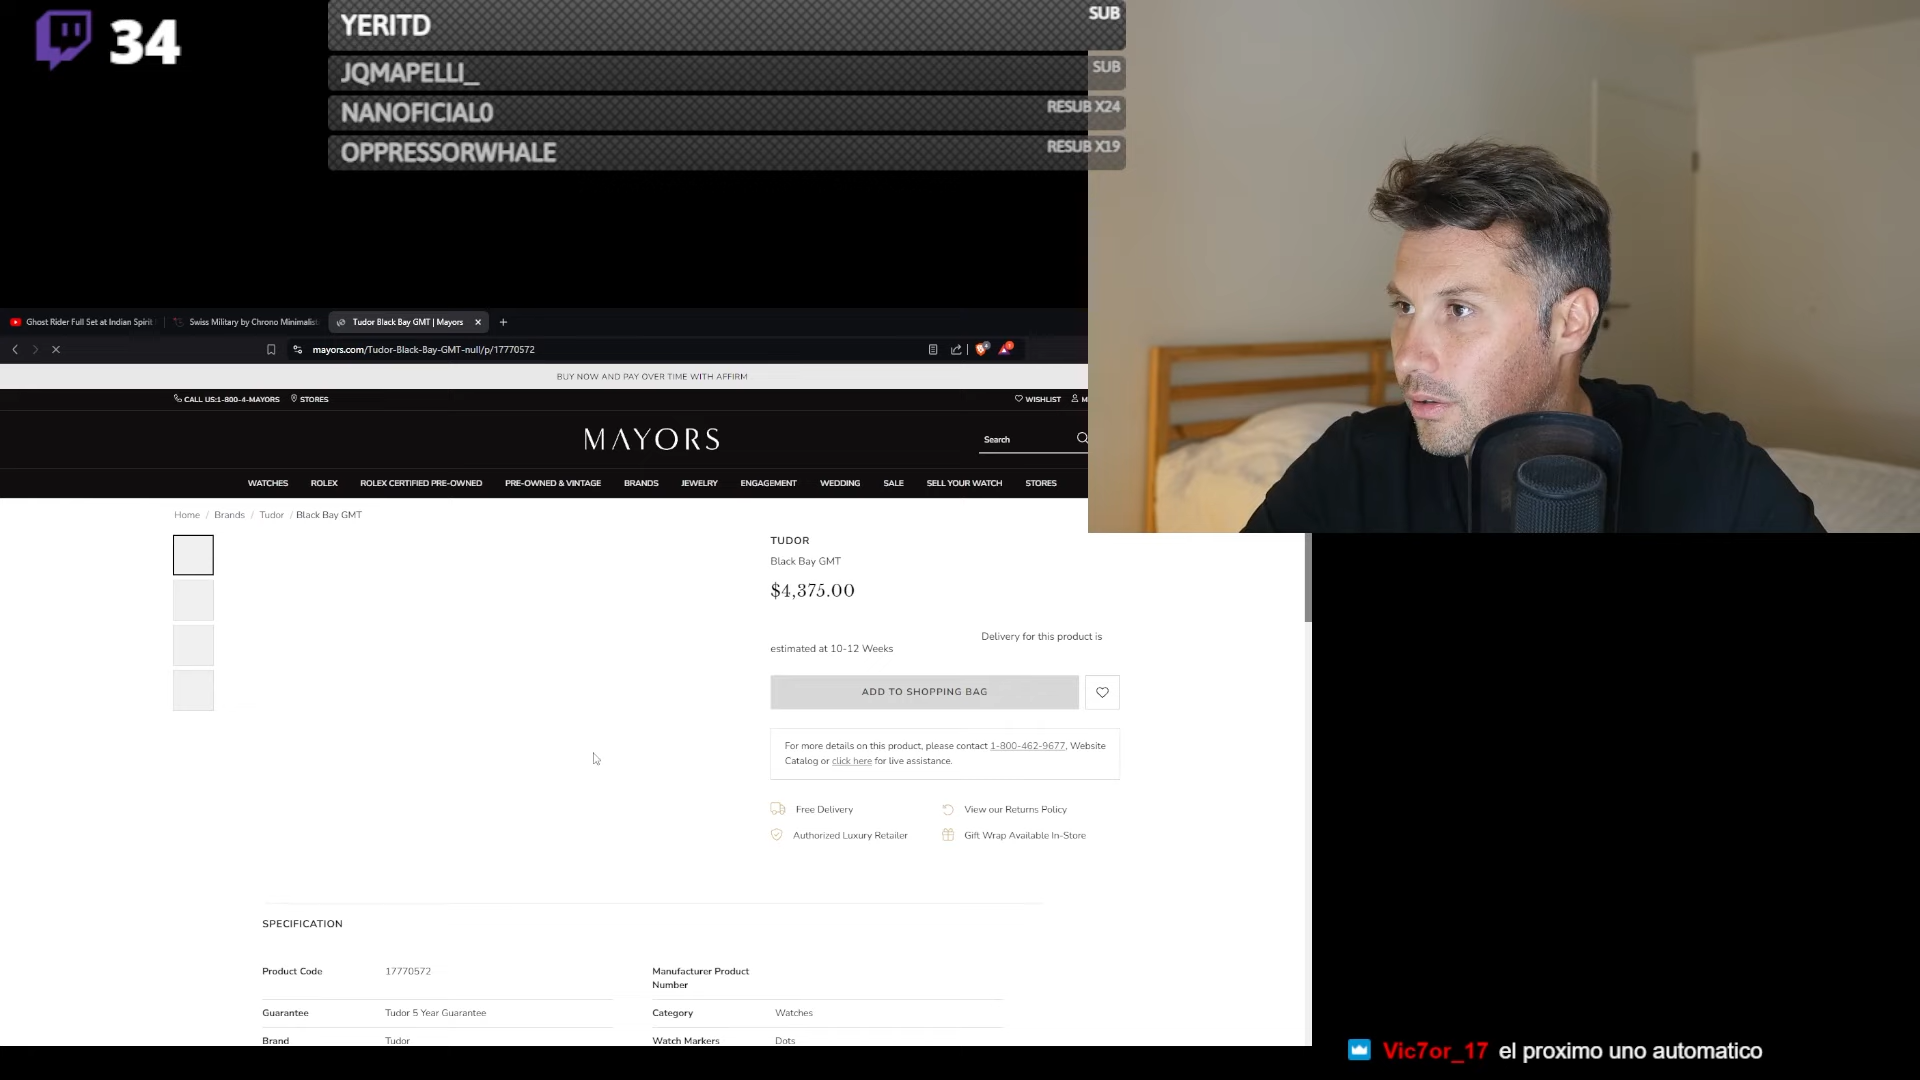 34
YERITD
SUB
JQMAPELLI_
SUB
NANOFICIAL0
RESUB X24
OPPRESSORWHALE
RESUB X19
Ghost Rider Full Set at Indian Spirit
Swiss Military by Chrono Minimalist
Tudor Black Bay GMT | Mayors
mayors.com/Tudor-Black-Bay-GMT-null/p/17770572
BUY NOW AND PAY OVER TIME WITH AFFIRM
CALL US:1-800-4-MAYORS
STORES
WISHLIST
MAYORS
Search
WATCHES
ROLEX
ROLEX CERTIFIED PRE-OWNED
PRE-OWNED & VINTAGE
BRANDS
JEWELRY
ENGAGEMENT
WEDDING
SALE
SELL YOUR WATCH
STORES
Home / Brands / Tudor / Black Bay GMT
TUDOR
Black Bay GMT
$4,375.00
Delivery for this product is
estimated at 10-12 Weeks
ADD TO SHOPPING BAG
For more details on this product, please contact 1-800-462-9677, Website
Catalog or click here for live assistance.
Free Delivery
View our Returns Policy
Authorized Luxury Retailer
Gift Wrap Available In-Store
SPECIFICATION
Product Code 17770572
Manufacturer Product
Number
Guarantee Tudor 5 Year Guarantee
Category Watches
Brand Tudor
Watch Markers Dots
Vic7or_17 el proximo uno automatico